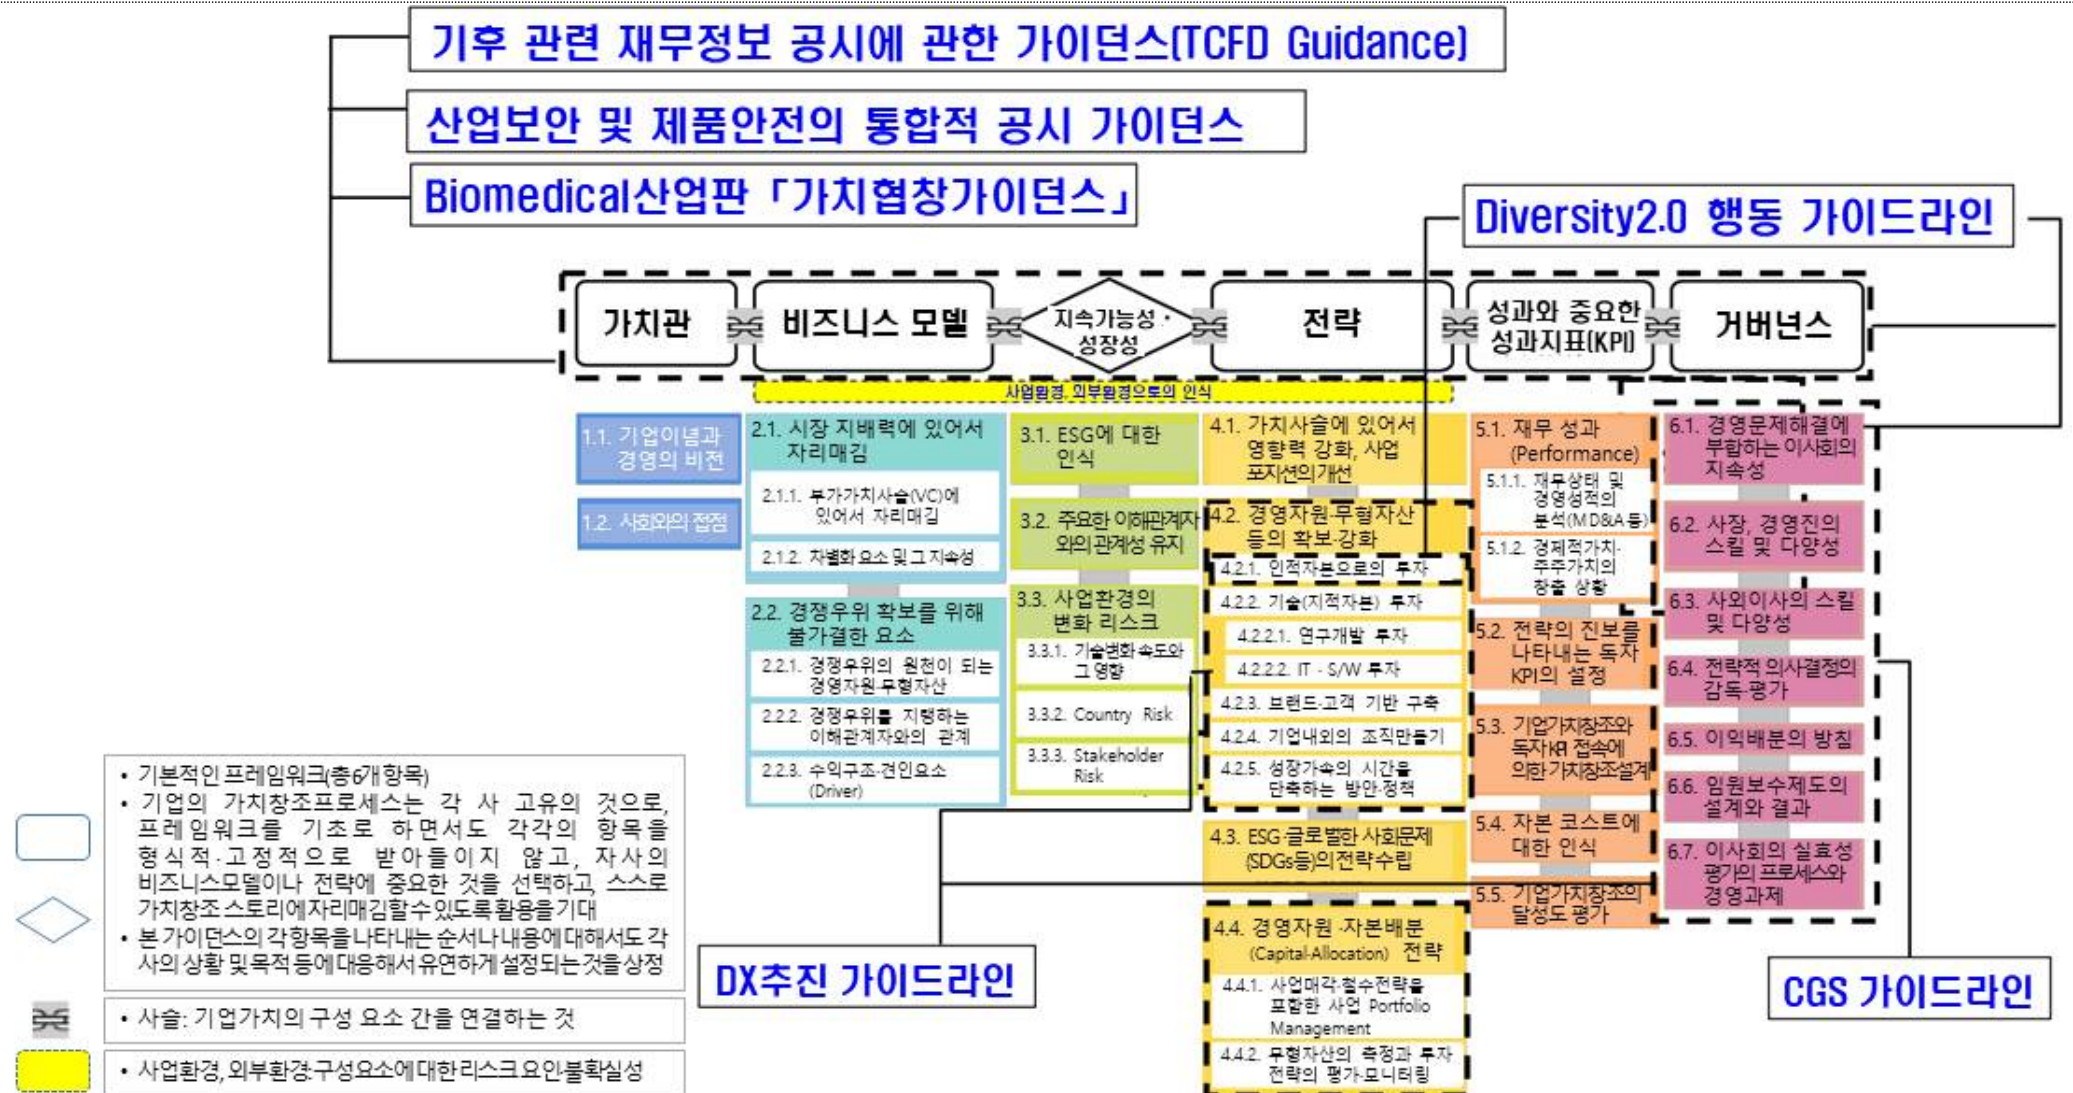 기후 관련 재무정보 공시에 관한 가이던스(TCFD Guidance)
산업보안 및 제품안전의 통합적 공시 가이던스
Biomedical산업판 「가치협창가이던스」
Diversity2.0 행동 가이드라인
가치관
비즈니스 모델
지속가능성·
성장성
전략
성과와 중요한
성과지표(KPI)
거버넌스
사업환경, 외부환경으로의 인식
1.1. 기업이념과
경영의 비전
1.2. 사회와의 접점
2.1. 시장 지배력에 있어서
자리매김
2.1.1. 부가가치사슬(VC)에
있어서 자리매김
2.1.2. 차별화 요소 및 그 지속성
2.2. 경쟁우위 확보를 위해
불가결한 요소
2.2.1. 경쟁우위의 원천이 되는
경영자원·무형자산
2.2.2. 경쟁우위를 지탱하는
이해관계자와의 관계
2.2.3. 수익구조·견인요소
(Driver)
3.1. ESG에 대한
인식
3.2. 주요한 이해관계자
와의 관계성 유지
3.3. 사업환경의
변화 리스크
3.3.1. 기술변화 속도와
그 영향
3.3.2. Country Risk
3.3.3. Stakeholder
Risk
4.1. 가치사슬에 있어서
영향력 강화, 사업
포지션의 개선
4.2. 경영자원·무형자산
등의 확보·강화
4.2.1. 인적자본으로의 투자
4.2.2. 기술(지적자본) 투자
4.2.2.1. 연구개발 투자
4.2.2.2. IT·S/W 투자
4.2.3. 브랜드·고객 기반 구축
4.2.4. 기업내외의 조직만들기
4.2.5. 성장가속의 시간을
단축하는 방안·정책
4.3. ESG·글로벌한 사회문제
(SDGs등)의 전략수립
4.4. 경영자원·자본배분
(Capital-Allocation) 전략
4.4.1. 사업매각·철수전략을
포함한 사업 Portfolio
Management
4.4.2. 무형자산의 측정과 투자
전략의 평가·모니터링
5.1. 재무 성과
(Performance)
5.1.1. 재무상태 및
경영성적의
분석(MD&A등)
5.1.2. 경제적가치·
주주가치의
창출 상황
5.2. 전략의 진보를
나타내는 독자
KPI의 설정
5.3. 기업가치창조와
독자KPI 접속에
의한 가치창조설계
5.4. 자본 코스트에
대한 인식
5.5. 기업가치창조의
달성도 평가
6.1. 경영문제해결에
부합하는 이사회의
지속성
6.2. 사장, 경영진의
스킬 및 다양성
6.3. 사외이사의 스킬
및 다양성
6.4. 전략적 의사결정의
감독·평가
6.5. 이익배분의 방침
6.6. 임원보수제도의
설계와 결과
6.7. 이사회의 실효성
평가의 프로세스와
경영과제
DX추진 가이드라인
CGS 가이드라인
• 기본적인 프레임워크(총6개항목)
• 기업의 가치창조프로세스는 각 사 고유의 것으로,
프레임워크를 기초로 하면서도 각각의 항목을
형식적·고정적으로 받아들이지 않고, 자사의
비즈니스모델이나 전략에 중요한 것을 선택하고, 스스로
가치창조 스토리에 자리매김할 수 있도록 활용을 기대
• 본 가이던스의 각 항목을 나타내는 순서나 내용에 대해서도 각
사의 상황 및 목적 등에 대응해서 유연하게 설정되는 것을 상정
• 사슬: 기업가치의 구성 요소 간을 연결하는 것
• 사업환경, 외부환경·구성요소에 대한 리스크 요인·불확실성